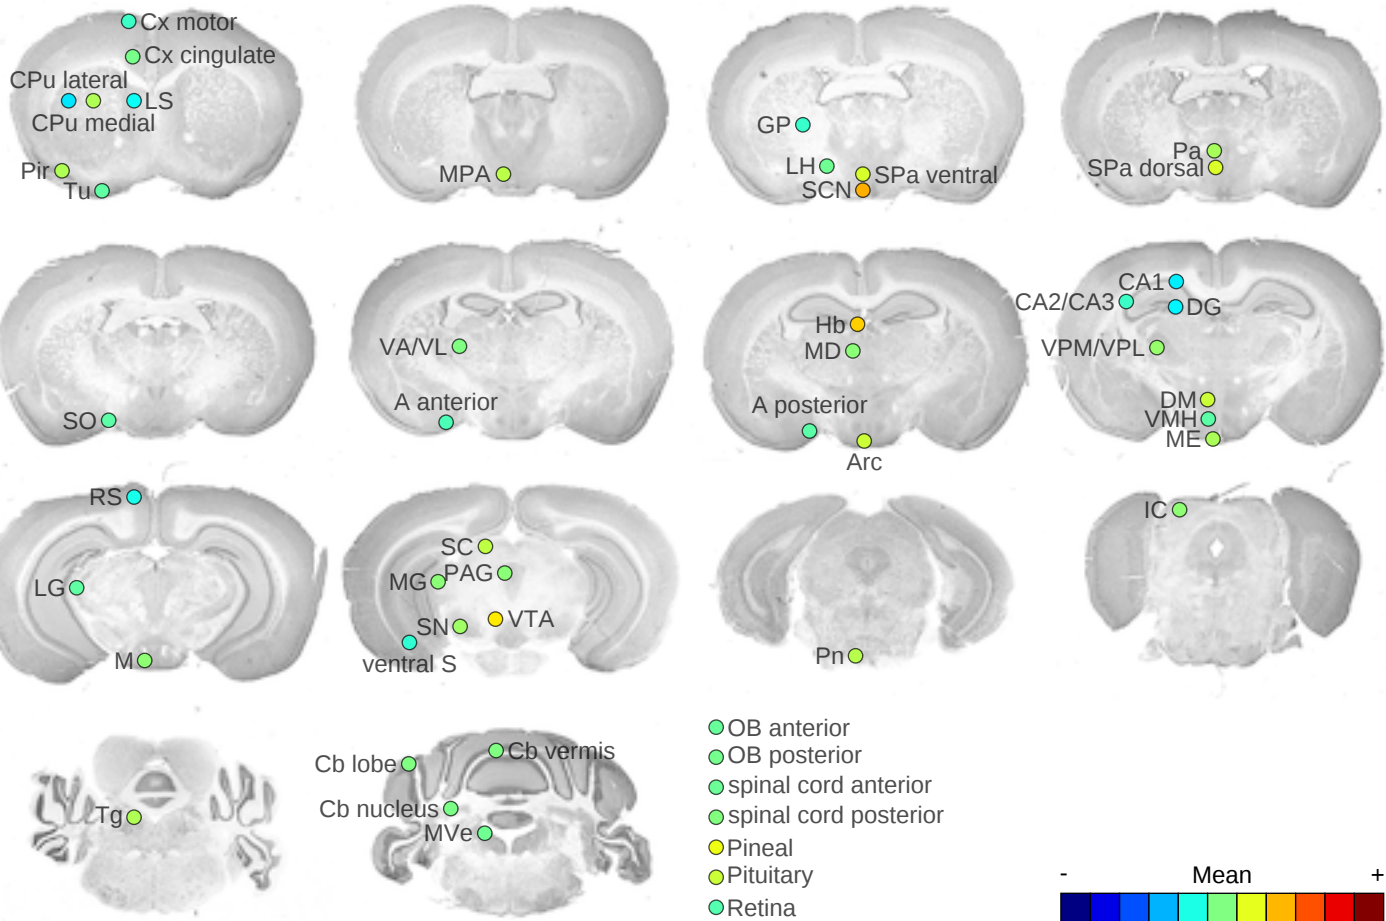 Cx motor
Cx cingulate
CPu lateral
LS
CPu medial
Pir
Tu
MPA
GP
LH
SPa ventral
SCN
Pa
SPa dorsal
SO
VA/VL
A anterior
Hb
MD
A posterior
Arc
CA1
CA2/CA3
DG
VPM/VPL
DM
VMH
ME
RS
LG
M
SC
MG
PAG
SN
VTA
ventral S
Pn
IC
Tg
Cb lobe
Cb vermis
Cb nucleus
MVe
OB anterior
OB posterior
spinal cord anterior
spinal cord posterior
Pineal
Pituitary
Retina
- Mean +